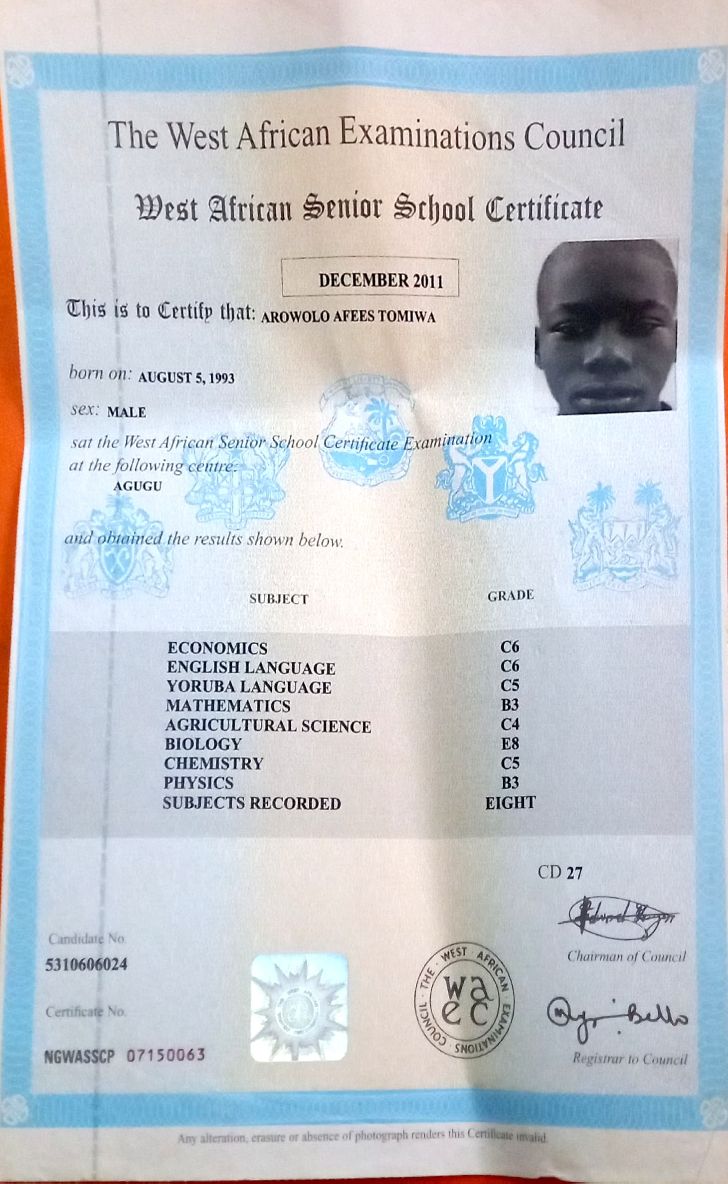 The West African Examinations Council
West African Senior School Certificate
DECEMBER 2011
This is to Certify that: AROWOLO AFEES TOMIWA
born on: AUGUST 5, 1993
sex: MALE
sat the West African Senior School Certificate Examination
at the following centre:
AGUGU
and obtained the results shown below.
SUBJECT GRADE
ECONOMICS C6
ENGLISH LANGUAGE C6
YORUBA LANGUAGE C5
MATHEMATICS B3
AGRICULTURAL SCIENCE C4
BIOLOGY E8
CHEMISTRY C5
PHYSICS B3
SUBJECTS RECORDED EIGHT
CD 27
Chairman of Council
Candidate No.
5310606024
Certificate No.
NGWASSCP 07150063
THE · WEST AFRICAN EXAMINATIONS COUNCIL ·
waec
Bello
Registrar to Council
Any alteration, erasure or absence of photograph renders this Certificate invalid.